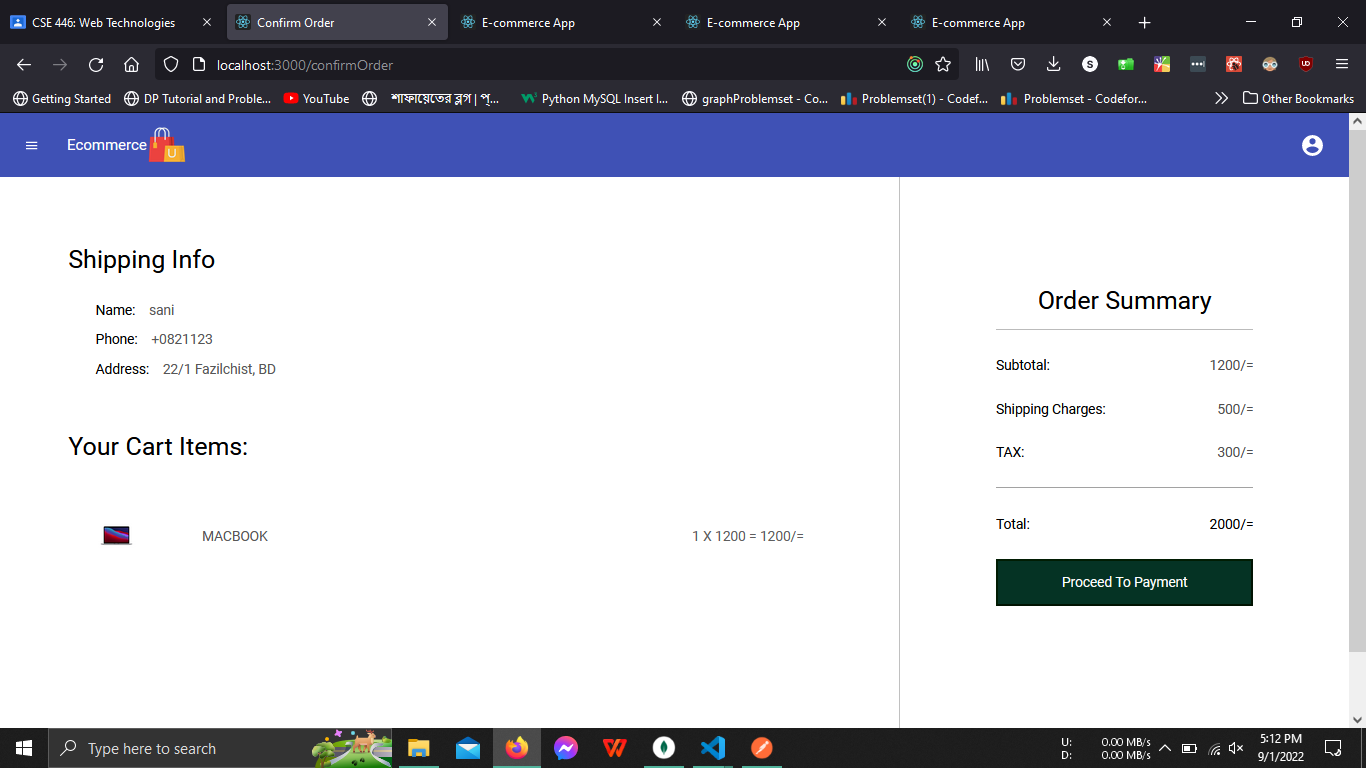 CSE 446: Web Technologies
Confirm Order
E-commerce App
E-commerce App
E-commerce App
localhost:3000/confirmOrder
S
UD
Getting Started
DP Tutorial and Proble...
YouTube
শাফায়েতের ব্লগ | প্...
Python MySQL Insert I...
graphProblemset - Co...
Problemset(1) - Codef...
Problemset - Codefor...
Other Bookmarks
Ecommerce
U
Shipping Info
Name: sani
Phone: +0821123
Address: 22/1 Fazilchist, BD
Your Cart Items:
MACBOOK 1 X 1200 = 1200/=
Order Summary
Subtotal: 1200/=
Shipping Charges: 500/=
TAX: 300/=
Total: 2000/=
Proceed To Payment
Type here to search
U: 0.00 MB/s
D: 0.00 MB/s
5:12 PM
9/1/2022